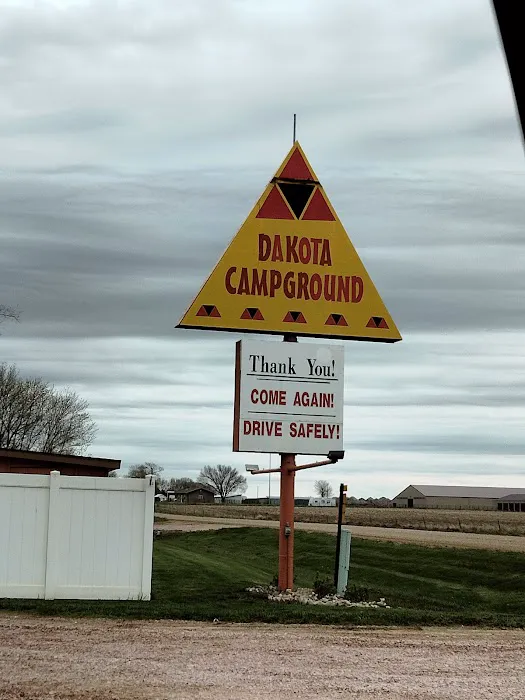 DAKOTA
CAMPGROUND
Thank You!
COME AGAIN!
DRIVE SAFELY!